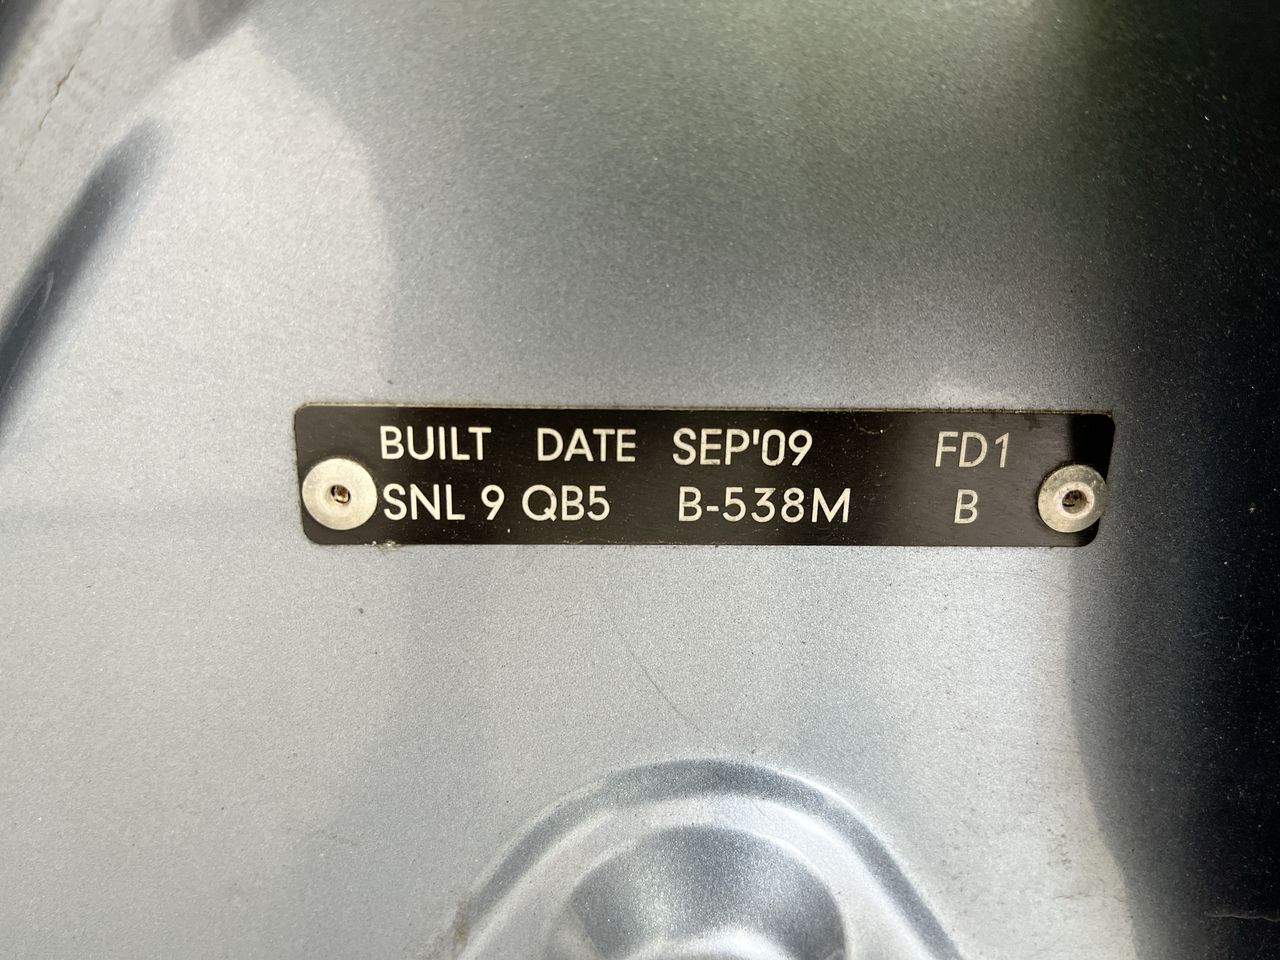 BUILT DATE SEP'09 FD1
SNL 9 QB5 B-538M B